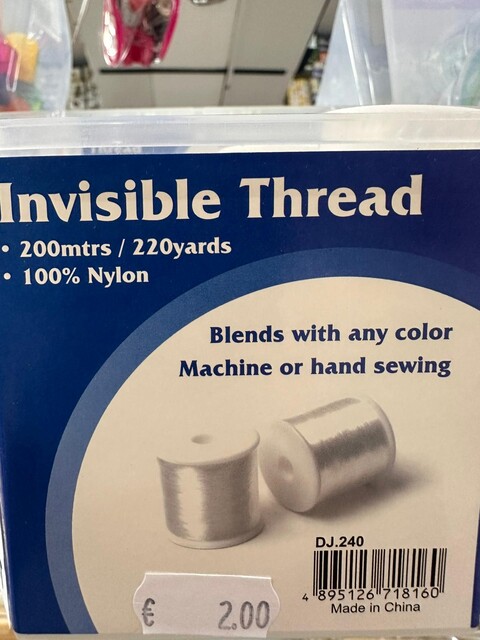 Invisible Thread
• 200mtrs / 220yards
• 100% Nylon
Blends with any color
Machine or hand sewing
DJ.240
4 895126 718160
Made in China
€ 2.00